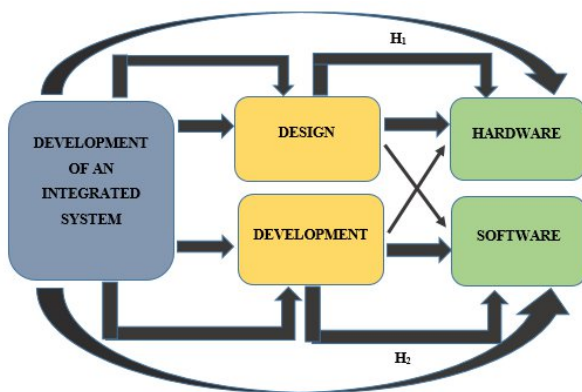 H₁
DEVELOPMENT
OF AN
INTEGRATED
SYSTEM
DESIGN
HARDWARE
DEVELOPMENT
SOFTWARE
H₂